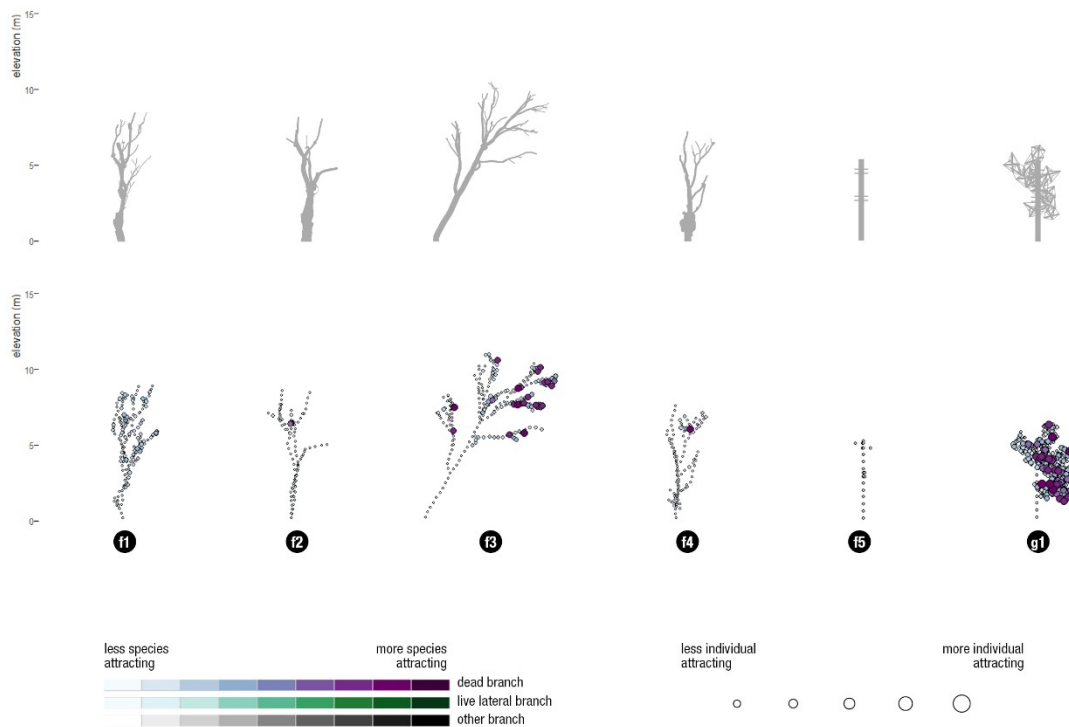 elevation (m)
15
10
5
0
elevation (m)
15
10
5
0
f1 f2 f3 f4 f5 g1
less species
attracting
more species
attracting
dead branch
live lateral branch
other branch
less individual
attracting
more individual
attracting